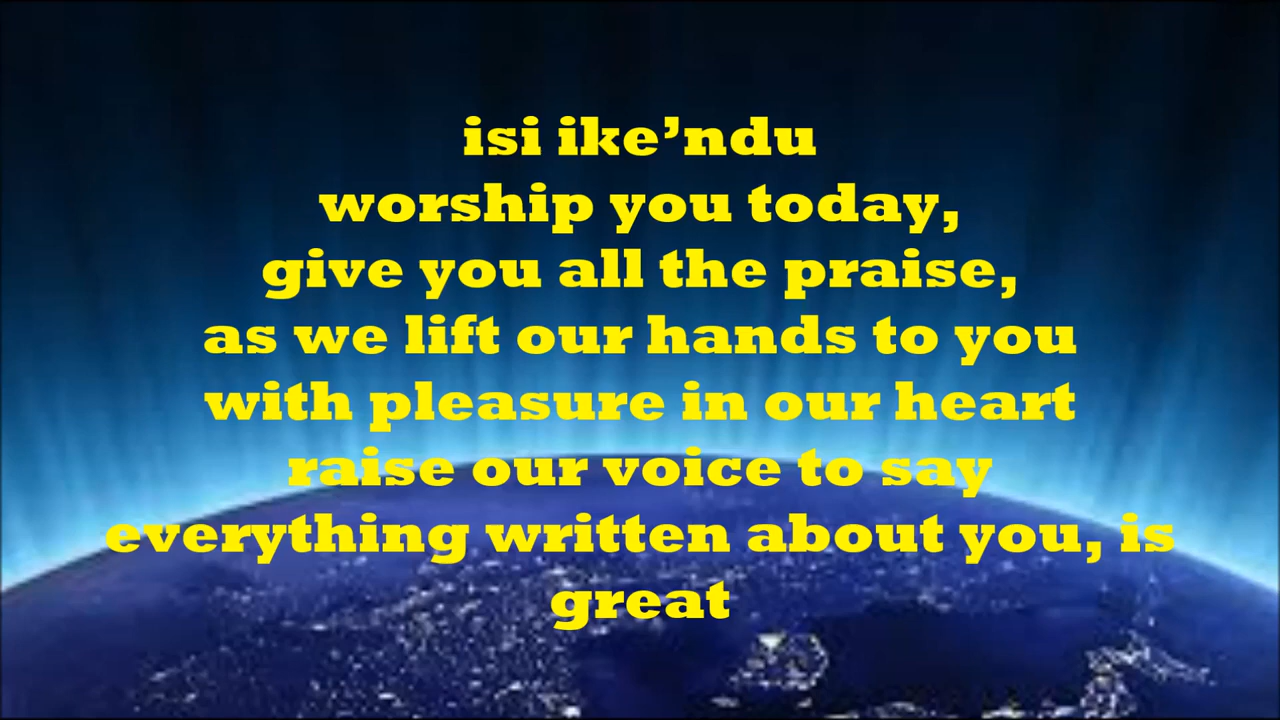 isi ike’ndu
worship you today,
give you all the praise,
as we lift our hands to you
with pleasure in our heart
raise our voice to say
everything written about you, is
great